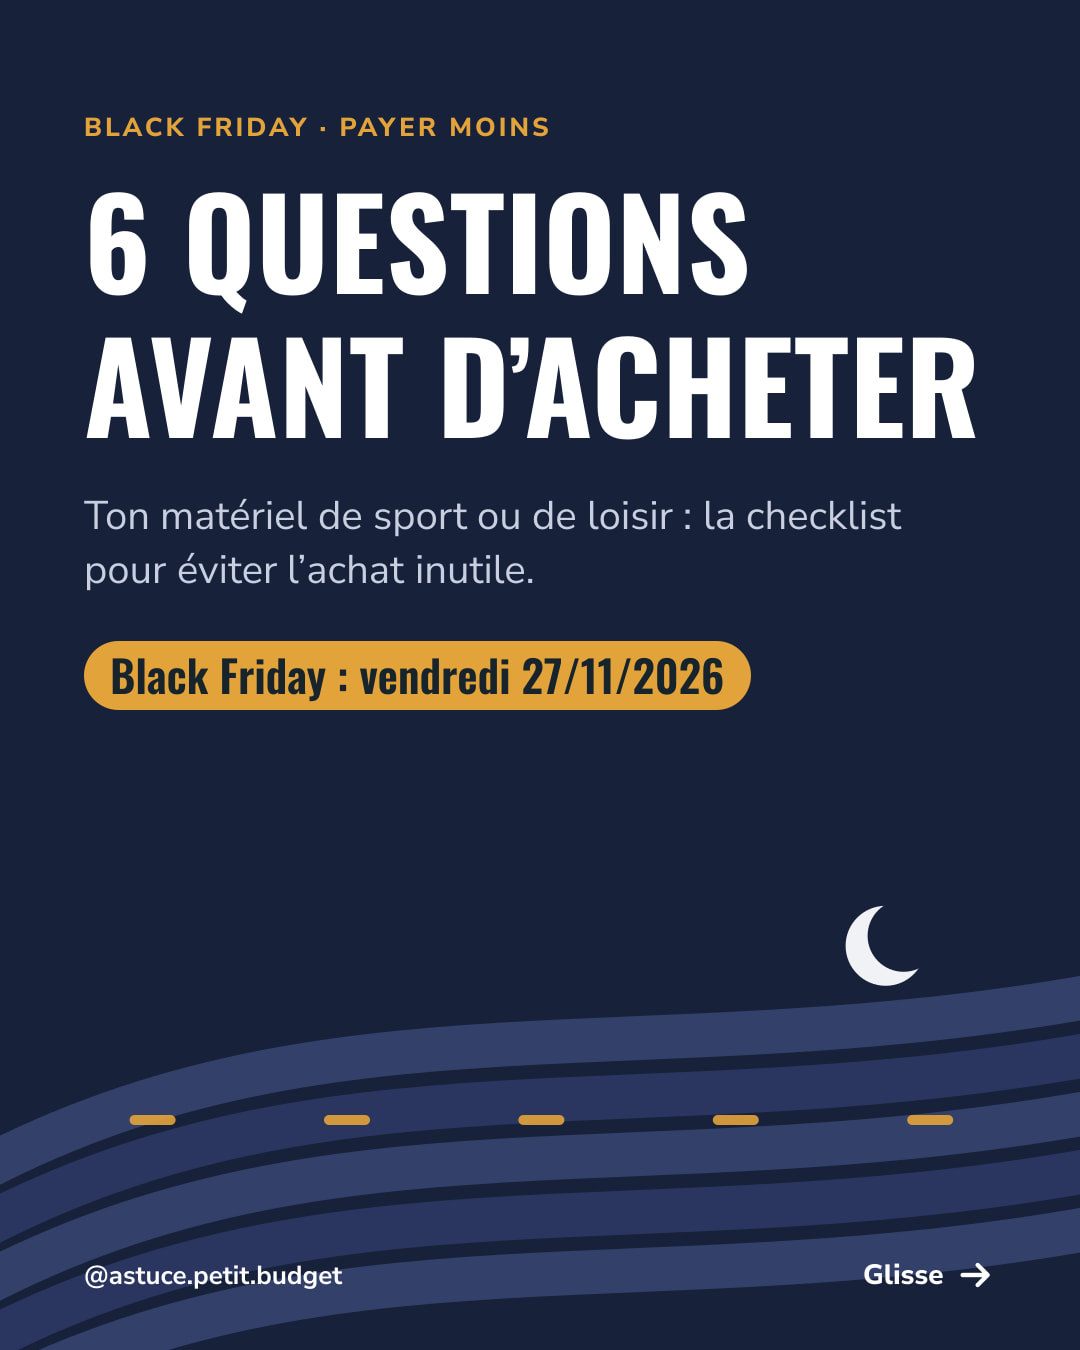 BLACK FRIDAY · PAYER MOINS
6 QUESTIONS
AVANT D’ACHETER
Ton matériel de sport ou de loisir : la checklist
pour éviter l’achat inutile.
Black Friday : vendredi 27/11/2026
@astuce.petit.budget
Glisse →